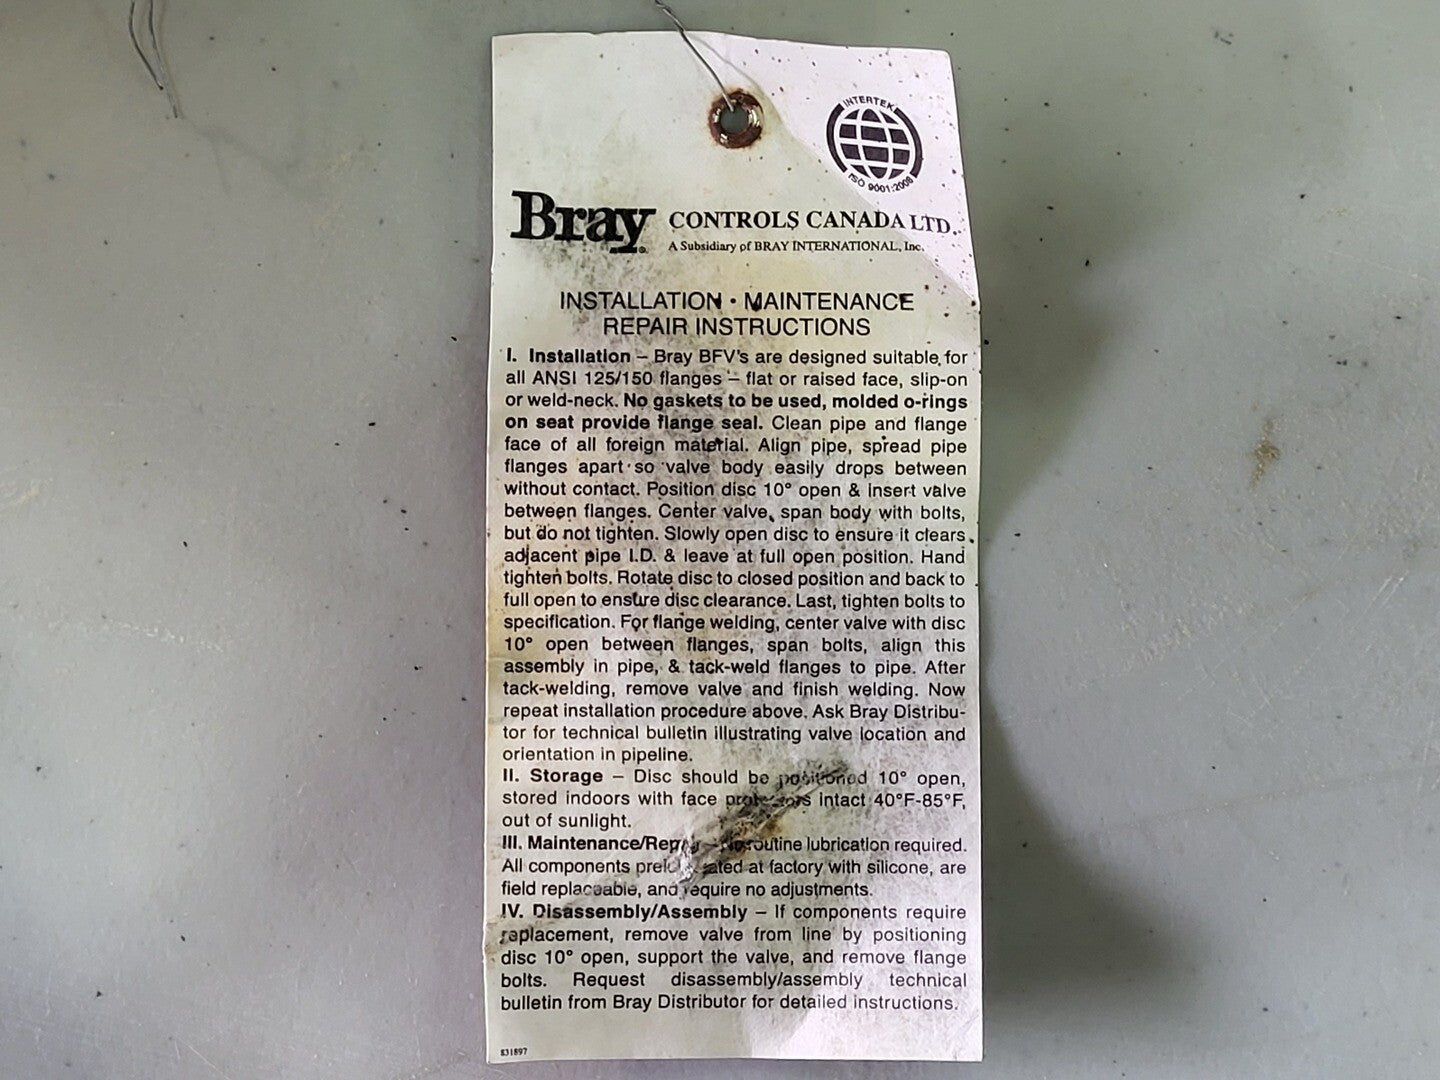 INTERTEK
ISO 9001:2008
Bray CONTROLS CANADA LTD.
A Subsidiary of BRAY INTERNATIONAL, Inc.
INSTALLATION • MAINTENANCE
REPAIR INSTRUCTIONS
I. Installation – Bray BFV's are designed suitable for
all ANSI 125/150 flanges – flat or raised face, slip-on
or weld-neck. No gaskets to be used, molded o-rings
on seat provide flange seal. Clean pipe and flange
face of all foreign material. Align pipe, spread pipe
flanges apart so valve body easily drops between
without contact. Position disc 10° open & insert valve
between flanges. Center valve, span body with bolts,
but do not tighten. Slowly open disc to ensure it clears
adjacent pipe I.D. & leave at full open position. Hand
tighten bolts. Rotate disc to closed position and back to
full open to ensure disc clearance. Last, tighten bolts to
specification. For flange welding, center valve with disc
10° open between flanges, span bolts, align this
assembly in pipe, & tack-weld flanges to pipe. After
tack-welding, remove valve and finish welding. Now
repeat installation procedure above. Ask Bray Distribu-
tor for technical bulletin illustrating valve location and
orientation in pipeline.
II. Storage – Disc should be positioned 10° open,
stored indoors with face protectors intact 40°F-85°F,
out of sunlight.
III. Maintenance/Repair – No routine lubrication required.
All components at factory with silicone, are
field replaceable, and require no adjustments.
IV. Disassembly/Assembly – If components require
replacement, remove valve from line by positioning
disc 10° open, support the valve, and remove flange
bolts. Request disassembly/assembly technical
bulletin from Bray Distributor for detailed instructions.
831897